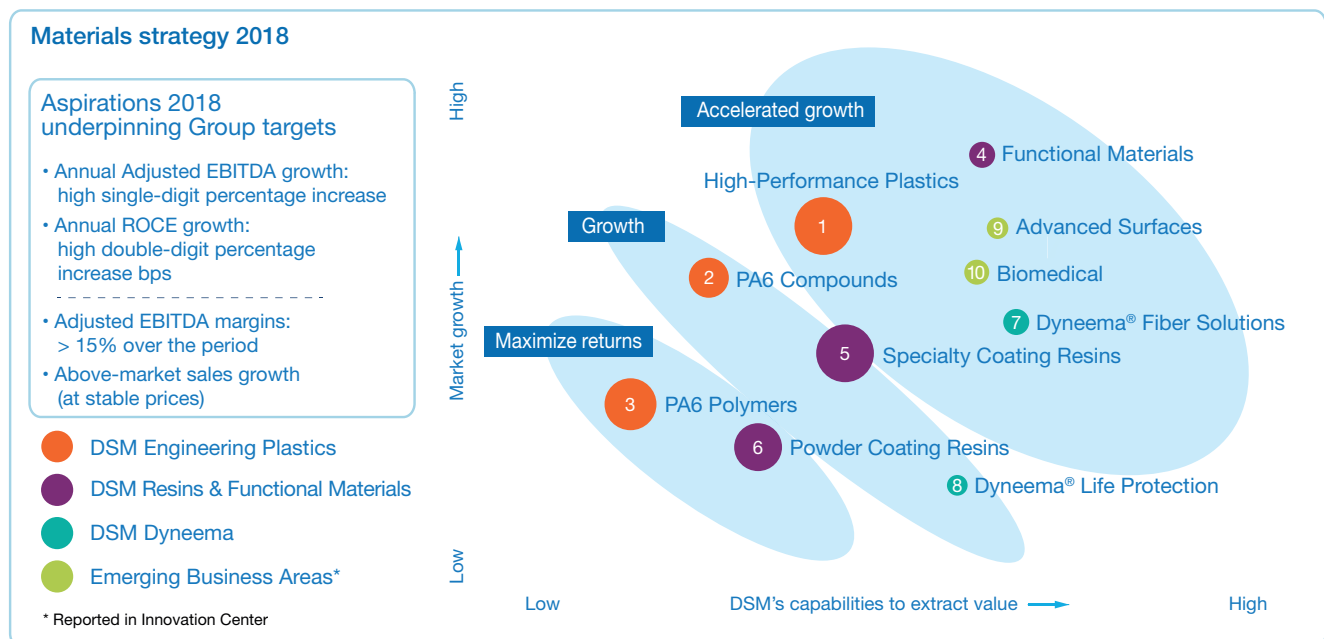 Materials strategy 2018
Aspirations 2018
underpinning Group targets
• Annual Adjusted EBITDA growth:
high single-digit percentage increase
• Annual ROCE growth:
high double-digit percentage
increase bps
• Adjusted EBITDA margins:
> 15% over the period
• Above-market sales growth
(at stable prices)
DSM Engineering Plastics
DSM Resins & Functional Materials
DSM Dyneema
Emerging Business Areas*
* Reported in Innovation Center
High
Market growth
Low
Accelerated growth
4 Functional Materials
High-Performance Plastics
1
9 Advanced Surfaces
Growth
2 PA6 Compounds
10 Biomedical
7 Dyneema® Fiber Solutions
Maximize returns
5 Specialty Coating Resins
3 PA6 Polymers
6 Powder Coating Resins
8 Dyneema® Life Protection
Low
DSM's capabilities to extract value
High